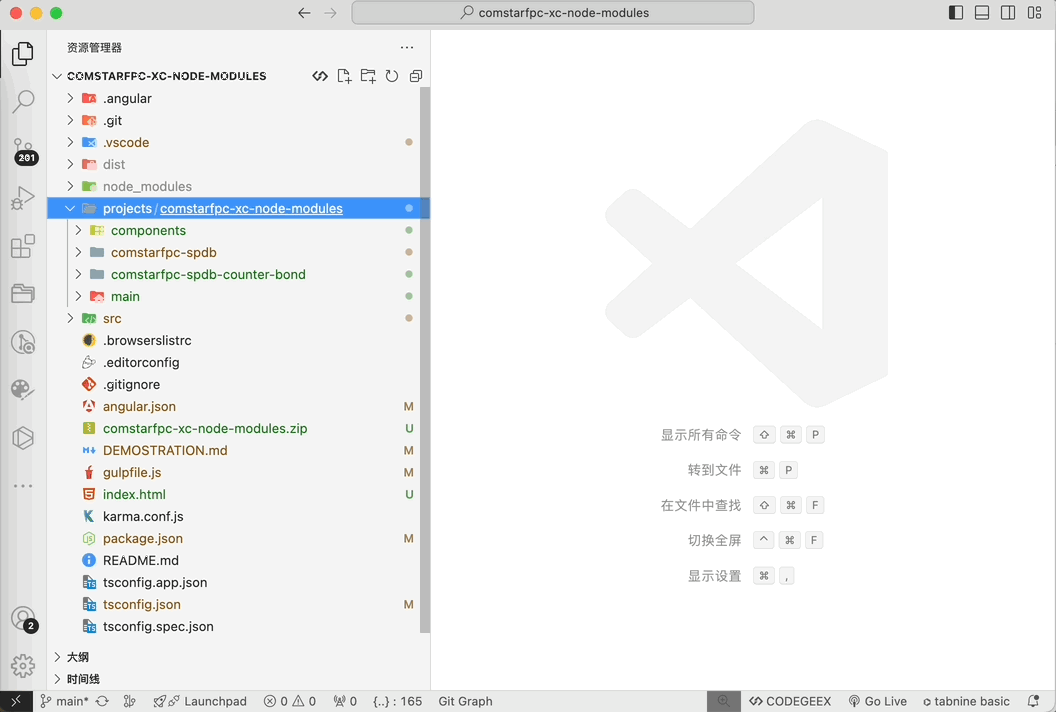 comstarfpc-xc-node-modules
资源管理器
COMSTARFPC-XC-NODE-MODULES
.angular
.git
.vscode
dist
node_modules
projects / comstarfpc-xc-node-modules
components
comstarfpc-spdb
comstarfpc-spdb-counter-bond
main
src
.browserslistrc
.editorconfig
.gitignore
angular.json M
comstarfpc-xc-node-modules.zip U
DEMOSTRATION.md M
gulpfile.js M
index.html U
karma.conf.js
package.json M
README.md
tsconfig.app.json
tsconfig.json M
tsconfig.spec.json
大纲
时间线
201
2
显示所有命令 ⇧ ⌘ P
转到文件 ⌘ P
在文件中查找 ⇧ ⌘ F
切换全屏 ^ ⌘ F
显示设置 ⌘ ,
main* Launchpad 0 0 0 {..} : 165 Git Graph CODEGEEX Go Live tabnine basic